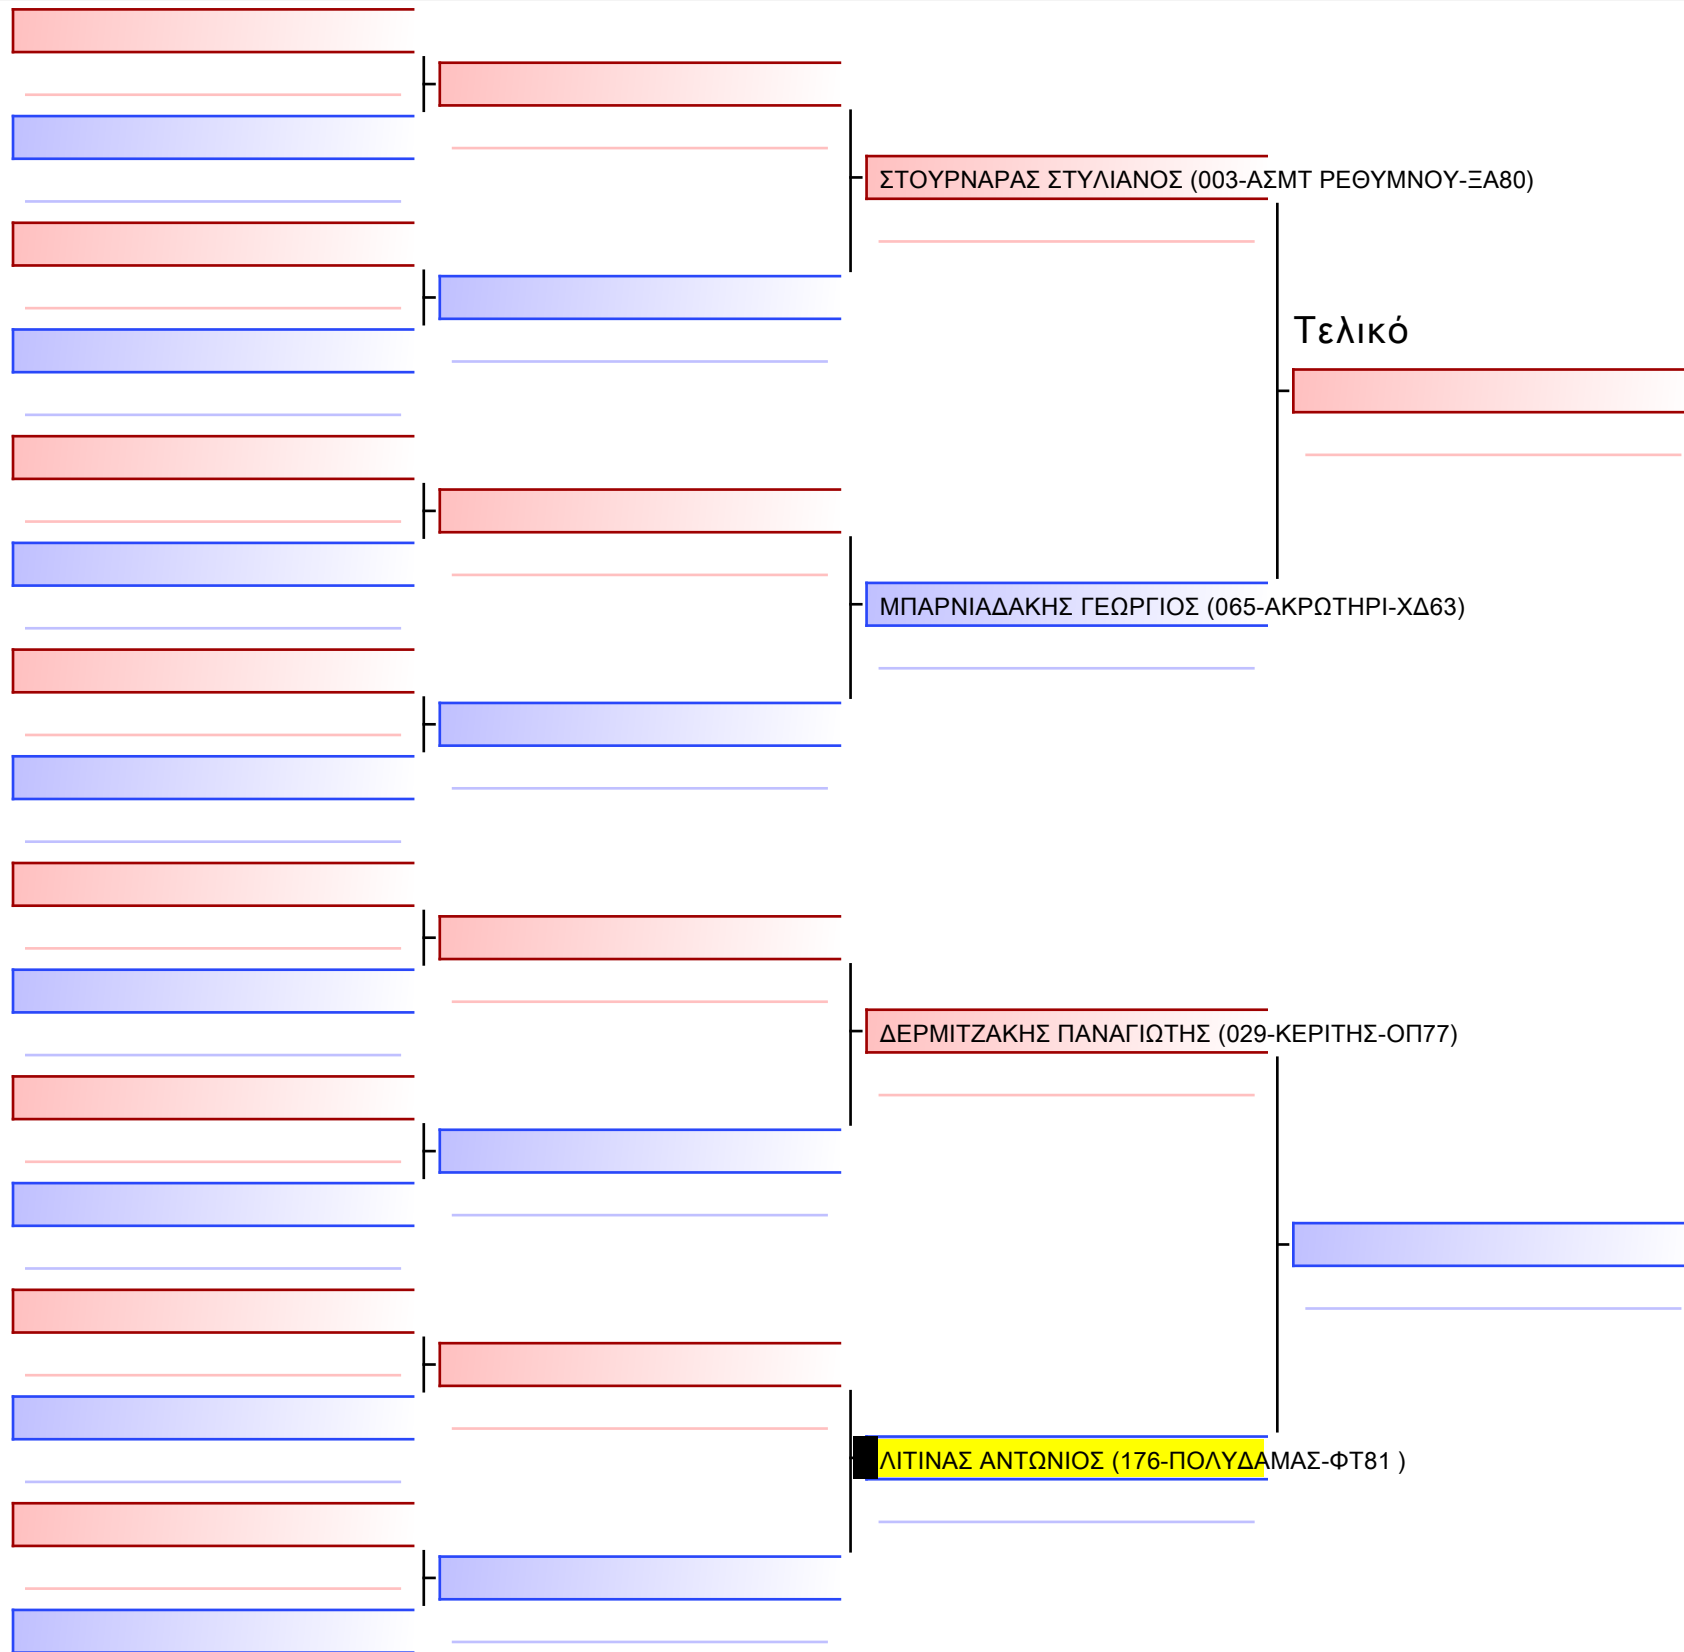 ΣΤΟΥΡΝΑΡΑΣ ΣΤΥΛΙΑΝΟΣ (003-ΑΣΜΤ ΡΕΘΥΜΝΟΥ-ΞΑ80)
Τελικό
ΜΠΑΡΝΙΑΔΑΚΗΣ ΓΕΩΡΓΙΟΣ (065-ΑΚΡΩΤΗΡΙ-ΧΔ63)
ΔΕΡΜΙΤΖΑΚΗΣ ΠΑΝΑΓΙΩΤΗΣ (029-ΚΕΡΙΤΗΣ-ΟΠ77)
ΛΙΤΙΝΑΣ ΑΝΤΩΝΙΟΣ (176-ΠΟΛΥΔΑΜΑΣ-ΦΤ81 )